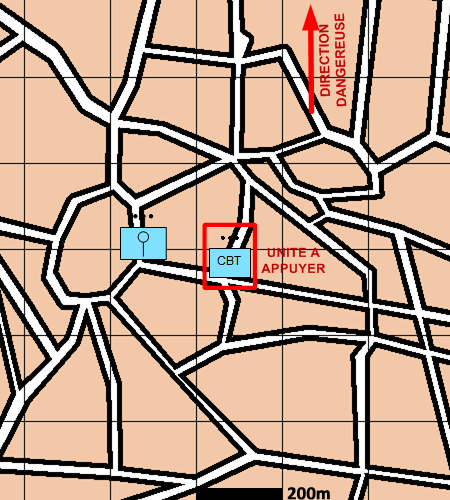 DIRECTION
DANGEREUSE
CBT
UNITE A
APPUYER
200m